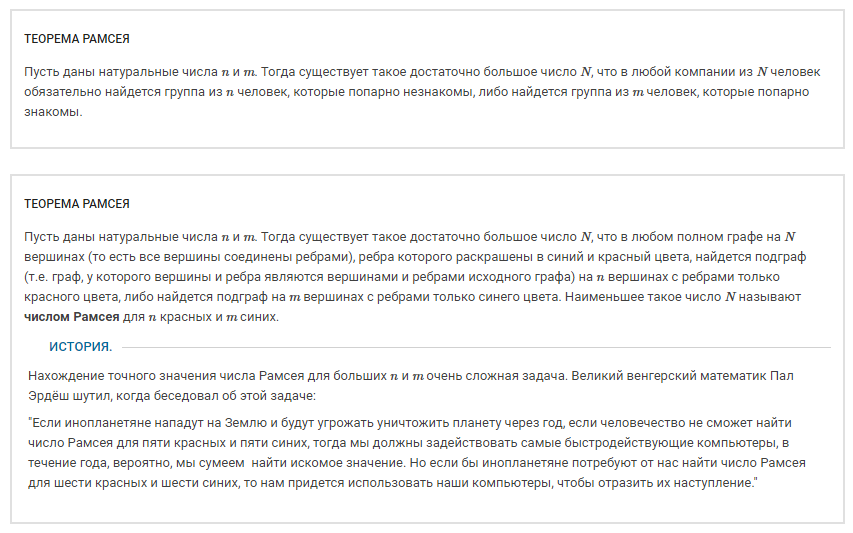 ТЕОРЕМА РАМСЕЯ
Пусть даны натуральные числа n и m. Тогда существует такое достаточно большое число N, что в любой компании из N человек
обязательно найдется группа из n человек, которые попарно незнакомы, либо найдется группа из m человек, которые попарно
знакомы.
ТЕОРЕМА РАМСЕЯ
Пусть даны натуральные числа n и m. Тогда существует такое достаточно большое число N, что в любом полном графе на N
вершинах (то есть все вершины соединены ребрами), ребра которого раскрашены в синий и красный цвета, найдется подграф
(т.е. граф, у которого вершины и ребра являются вершинами и ребрами исходного графа) на n вершинах с ребрами только
красного цвета, либо найдется подграф на m вершинах с ребрами только синего цвета. Наименьшее такое число N называют
числом Рамсея для n красных и m синих.
ИСТОРИЯ.
Нахождение точного значения числа Рамсея для больших n и m очень сложная задача. Великий венгерский математик Пал
Эрдёш шутил, когда беседовал об этой задаче:
"Если инопланетяне нападут на Землю и будут угрожать уничтожить планету через год, если человечество не сможет найти
число Рамсея для пяти красных и пяти синих, тогда мы должны задействовать самые быстродействующие компьютеры, в
течение года, вероятно, мы сумеем найти искомое значение. Но если бы инопланетяне потребуют от нас найти число Рамсея
для шести красных и шести синих, то нам придется использовать наши компьютеры, чтобы отразить их наступление."